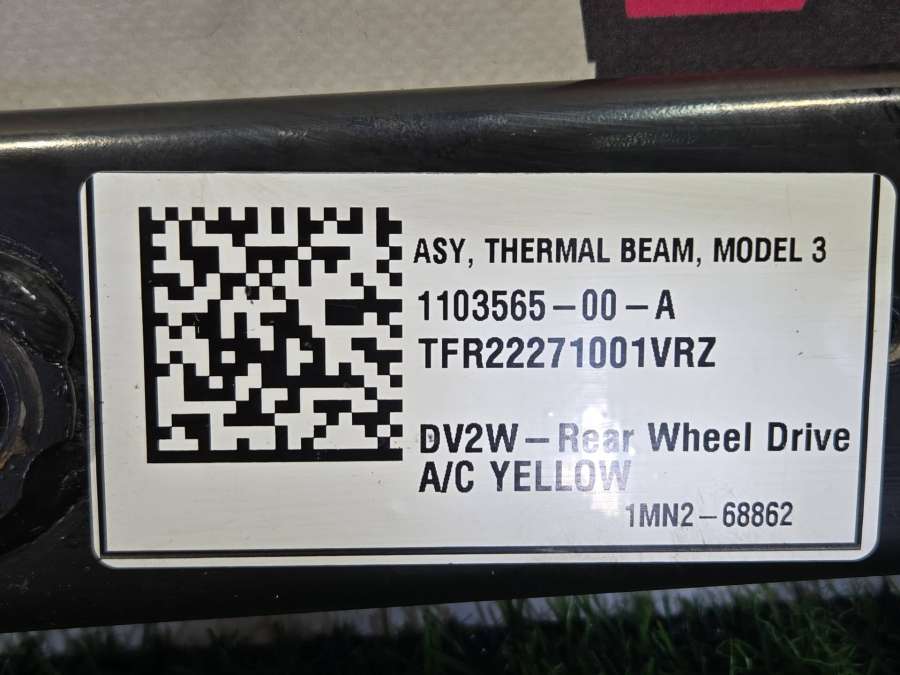 ASY, THERMAL BEAM, MODEL 3
1103565-00-A
TFR22271001VRZ
DV2W-Rear Wheel Drive
A/C YELLOW
1MN2-68862